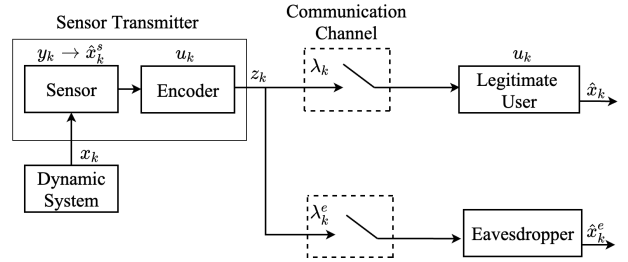 Sensor Transmitter
y_k → x̂_k^s
u_k
Sensor
Encoder
z_k
x_k
Dynamic
System
Communication
Channel
λ_k
u_k
Legitimate
User
x̂_k
λ_k^e
Eavesdropper
x̂_k^e